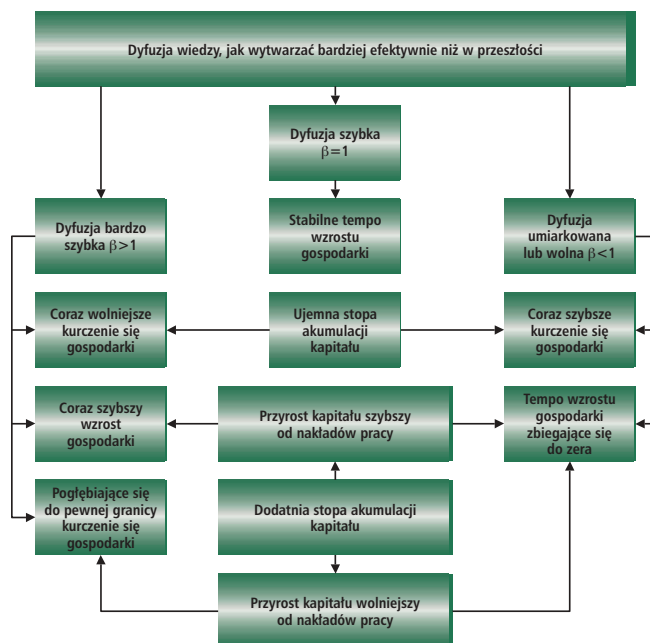 Dyfuzja wiedzy, jak wytwarzać bardziej efektywnie niż w przeszłości
Dyfuzja szybka
β=1
Dyfuzja bardzo
szybka β>1
Stabilne tempo
wzrostu
gospodarki
Dyfuzja
umiarkowana
lub wolna β<1
Coraz wolniejsze
kurczenie się
gospodarki
Ujemna stopa
akumulacji
kapitału
Coraz szybsze
kurczenie się
gospodarki
Coraz szybszy
wzrost
gospodarki
Przyrost kapitału szybszy
od nakładów pracy
Tempo wzrostu
gospodarki
zbiegające się
do zera
Pogłębiające się
do pewnej granicy
kurczenie się
gospodarki
Dodatnia stopa akumulacji
kapitału
Przyrost kapitału wolniejszy
od nakładów pracy